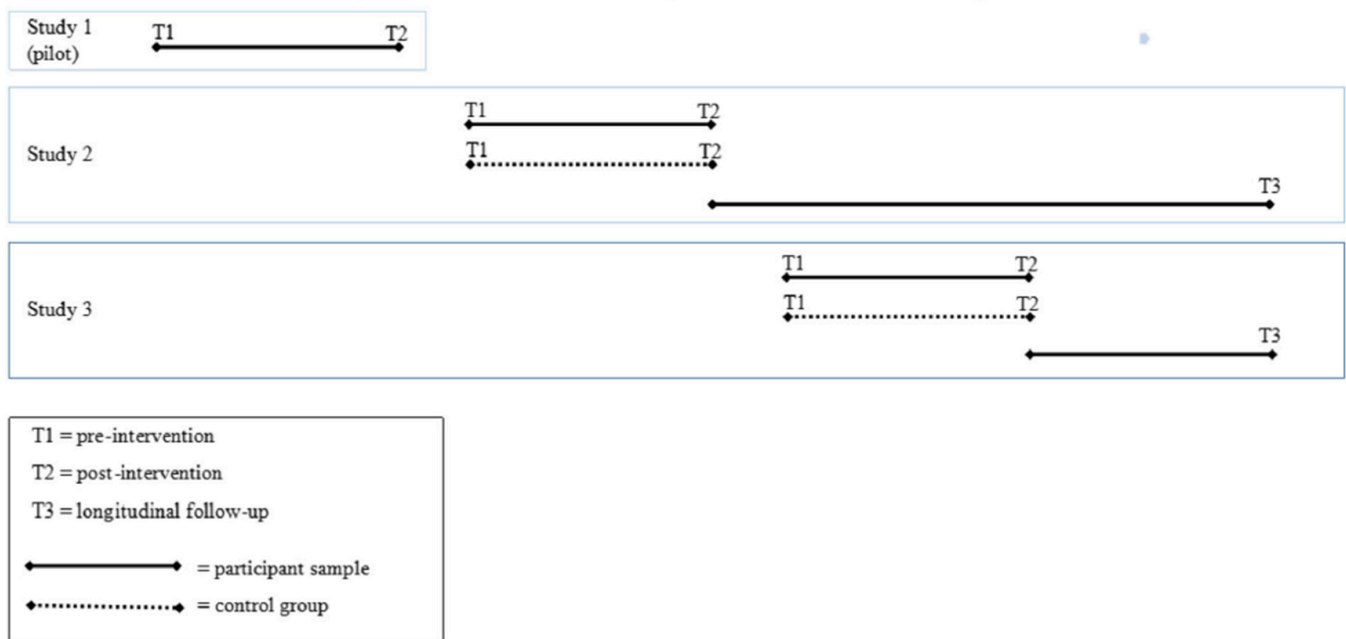 Study 1
(pilot)
T1 T2
T1 T2
Study 2
T1 T2
T3
T1 T2
Study 3
T1 T2
T3
T1 = pre-intervention
T2 = post-intervention
T3 = longitudinal follow-up
= participant sample
= control group